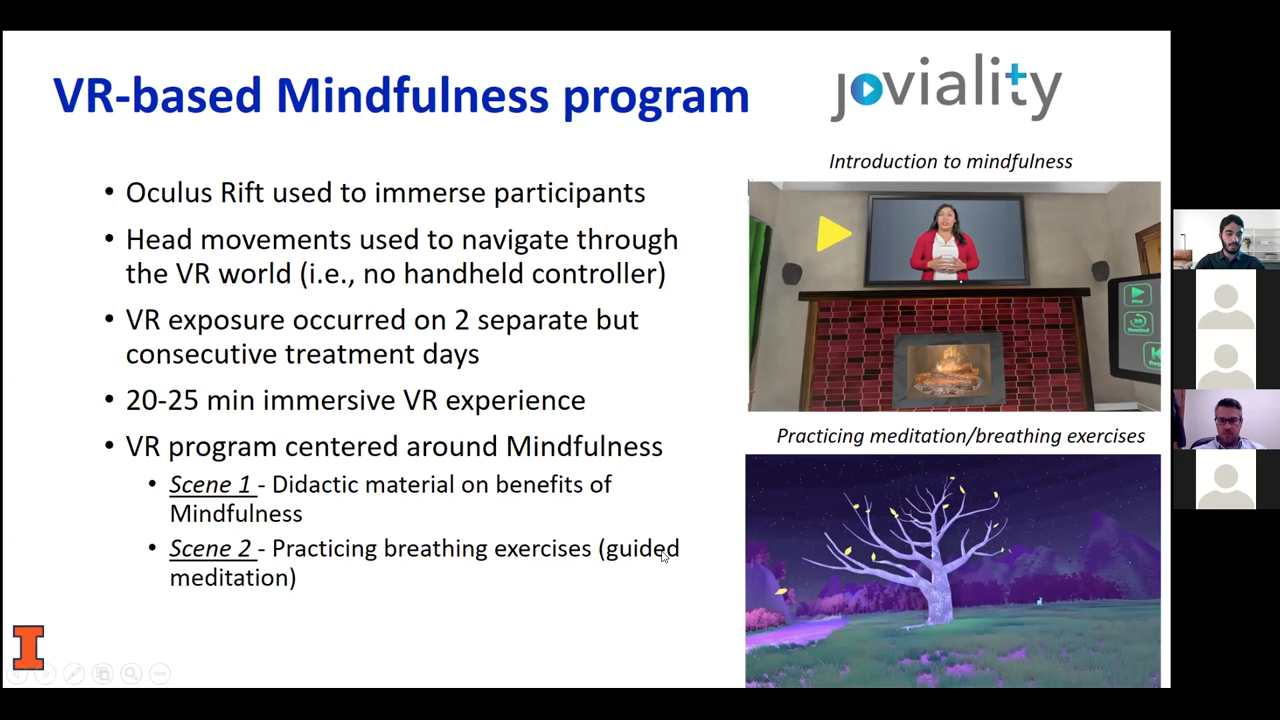 VR-based Mindfulness program
joviality
• Oculus Rift used to immerse participants
• Head movements used to navigate through
the VR world (i.e., no handheld controller)
• VR exposure occurred on 2 separate but
consecutive treatment days
• 20-25 min immersive VR experience
• VR program centered around Mindfulness
• Scene 1 - Didactic material on benefits of
Mindfulness
• Scene 2 - Practicing breathing exercises (guided
meditation)
Introduction to mindfulness
Play
Rewind
Practicing meditation/breathing exercises
I